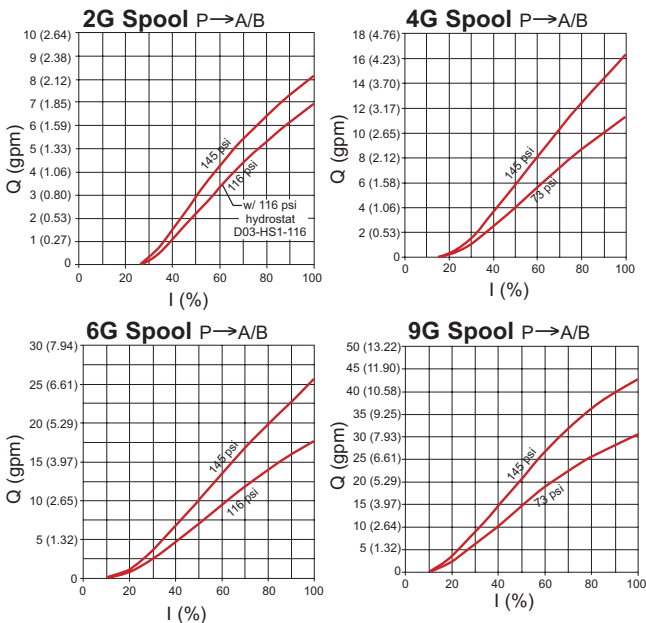 2G Spool P→A/B
10 (2.64)
9 (2.38)
8 (2.12)
7 (1.85)
6 (1.59)
5 (1.33)
4 (1.06)
3 (0.80)
2 (0.53)
1 (0.27)
0
Q (gpm)
145 psi
116 psi
w/ 116 psi
hydrostat
D03-HS1-116
0 20 40 60 80 100
I (%)
4G Spool P→A/B
18 (4.76)
16 (4.23)
14 (3.70)
12 (3.17)
10 (2.65)
8 (2.12)
6 (1.58)
4 (1.06)
2 (0.53)
0
Q (gpm)
145 psi
73 psi
0 20 40 60 80 100
I (%)
6G Spool P→A/B
30 (7.94)
25 (6.61)
20 (5.29)
15 (3.97)
10 (2.65)
5 (1.32)
0
Q (gpm)
145 psi
116 psi
0 20 40 60 80 100
I (%)
9G Spool P→A/B
50 (13.22)
45 (11.90)
40 (10.58)
35 (9.25)
30 (7.93)
25 (6.61)
20 (5.29)
15 (3.97)
10 (2.64)
5 (1.32)
0
Q (gpm)
145 psi
73 psi
0 20 40 60 80 100
I (%)